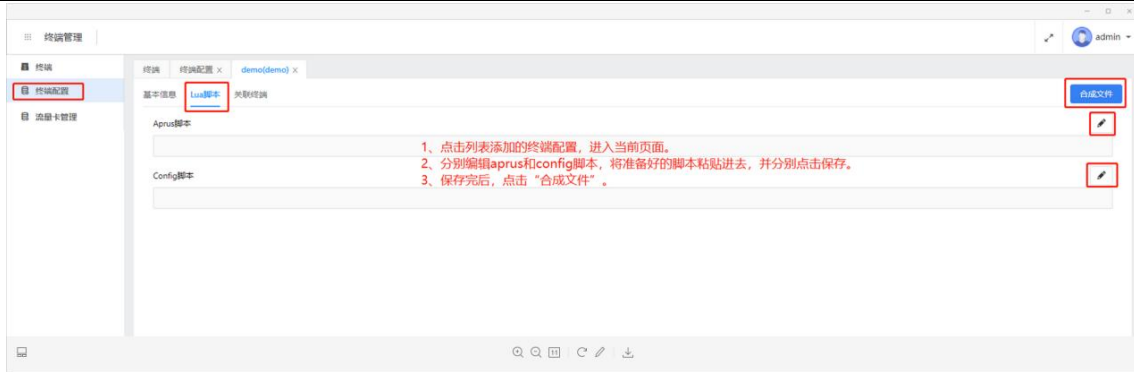 终端管理
admin
终端
终端配置
流量卡管理
终端 终端配置 × demo(demo) ×
基本信息 Lua脚本 关联终端
合成文件
Aprus脚本
1、点击列表添加的终端配置，进入当前页面。
2、分别编辑aprus和config脚本，将准备好的脚本粘贴进去，并分别点击保存。
3、保存完后，点击“合成文件”。
Config脚本
1:1